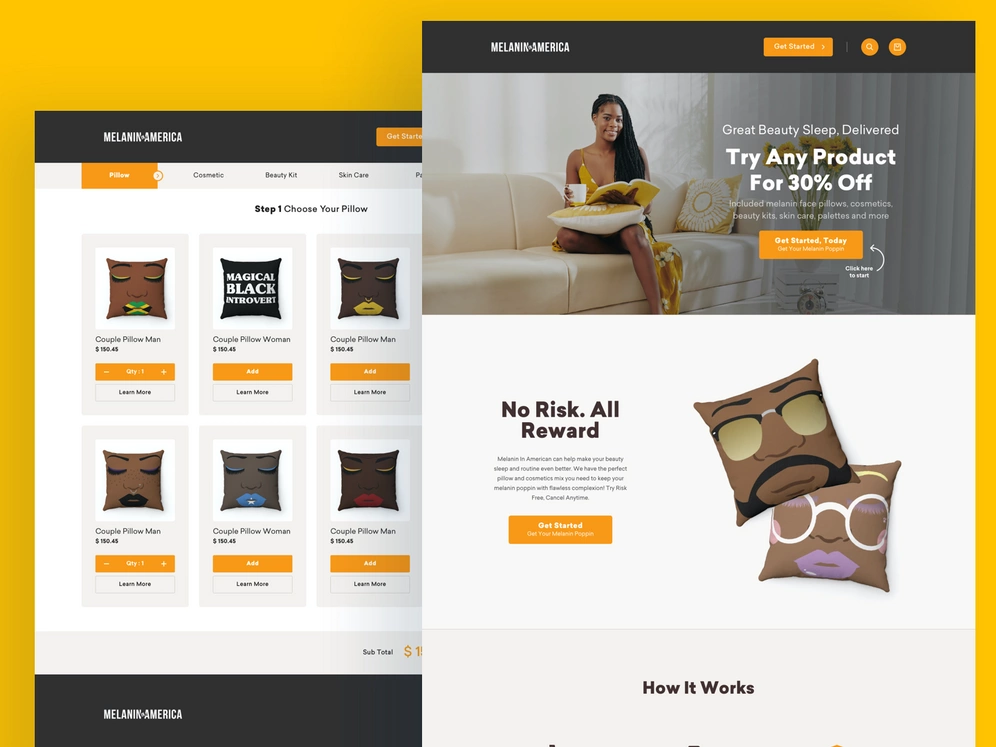 MELANIN AMERICA
Get Started
Great Beauty Sleep, Delivered
Try Any Product
For 30% Off
Included melanin face pillows, cosmetics,
beauty kits, skin care, palettes and more
Get Started, Today
Get Your Melanin Poppin
Click here
to start
No Risk. All
Reward
Melanin In American can help make your beauty
sleep and routine even better. We have the perfect
pillow and cosmetics mix you need to keep your
melanin poppin with flawless complexion! Try Risk
Free, Cancel Anytime.
Get Started
Get Your Melanin Poppin
How It Works
MELANIN AMERICA
Get Starte
Pillow Cosmetic Beauty Kit Skin Care Pa
Step 1 Choose Your Pillow
MAGICAL
BLACK
INTROVERT
Couple Pillow Man Couple Pillow Woman Couple Pillow Man
$ 150.45 $ 150.45 $ 150.45
− Qty : 1 + Add Add
Learn More Learn More Learn More
Couple Pillow Man Couple Pillow Woman Couple Pillow Man
$ 150.45 $ 150.45 $ 150.45
− Qty : 1 + Add Add
Learn More Learn More Learn More
Sub Total $ 1
MELANIN AMERICA